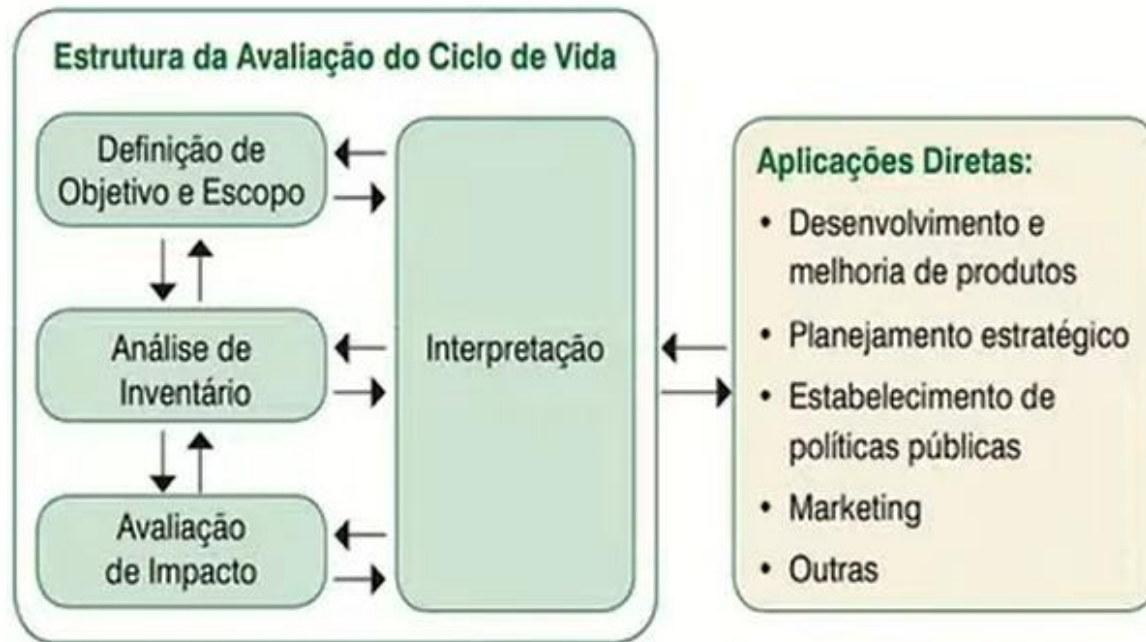 Estrutura da Avaliação do Ciclo de Vida
Definição de
Objetivo e Escopo
Análise de
Inventário
Avaliação
de Impacto
Interpretação
Aplicações Diretas:
• Desenvolvimento e
melhoria de produtos
• Planejamento estratégico
• Estabelecimento de
políticas públicas
• Marketing
• Outras